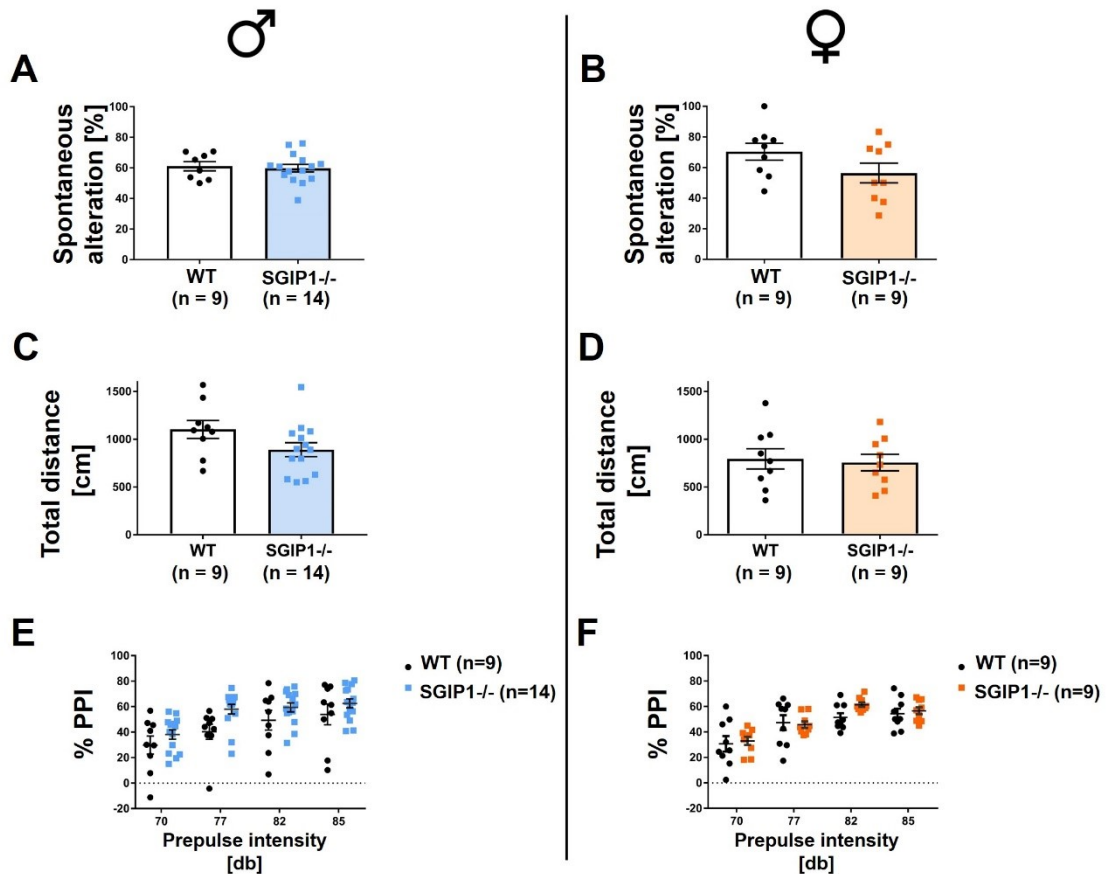 ♂
♀
A
Spontaneous
alteration [%]
100
80
60
40
20
0
WT
(n = 9)
SGIP1-/-
(n = 14)
B
Spontaneous
alteration [%]
100
80
60
40
20
0
WT
(n = 9)
SGIP1-/-
(n = 9)
C
Total distance
[cm]
1500
1000
500
0
WT
(n = 9)
SGIP1-/-
(n = 14)
D
Total distance
[cm]
1500
1000
500
0
WT
(n = 9)
SGIP1-/-
(n = 9)
E
% PPI
100
80
60
40
20
0
-20
70
77
82
85
Prepulse intensity
[db]
WT (n=9)
SGIP1-/- (n=14)
F
% PPI
100
80
60
40
20
0
-20
70
77
82
85
Prepulse intensity
[db]
WT (n=9)
SGIP1-/- (n=9)